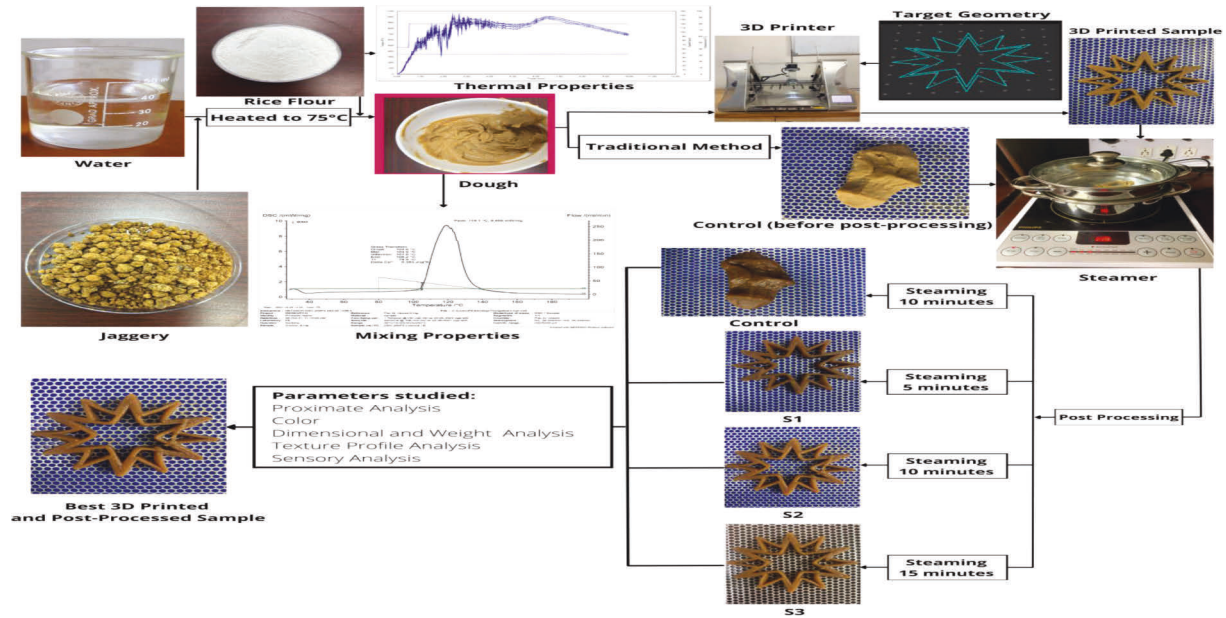 Target Geometry
3D Printer
3D Printed Sample
Rice Flour
Thermal Properties
Heated to 75°C
Water
Dough
Traditional Method
Control (before post-processing)
Steamer
Jaggery
Temperature /°C
Mixing Properties
Control
Steaming
10 minutes
Steaming
5 minutes
S1
Post Processing
Steaming
10 minutes
S2
Steaming
15 minutes
S3
Parameters studied:
Proximate Analysis
Color
Dimensional and Weight Analysis
Texture Profile Analysis
Sensory Analysis
Best 3D Printed
and Post-Processed Sample